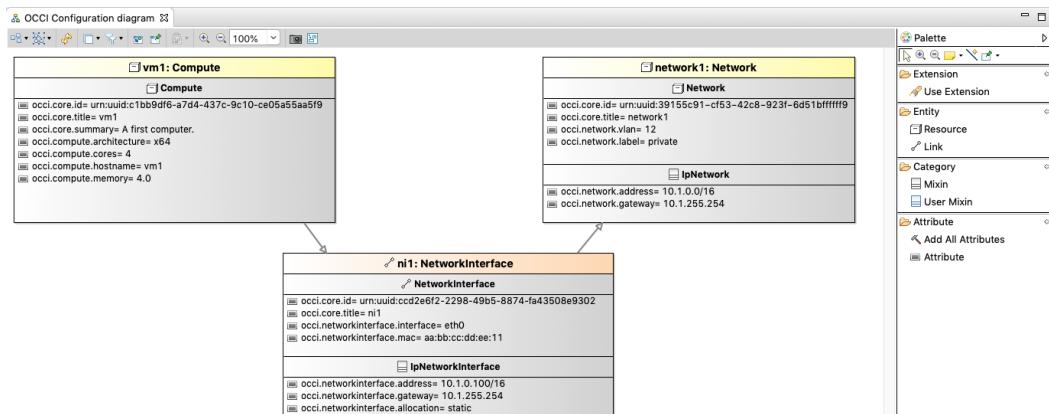 OCCI Configuration diagram
100%
vm1: Compute
Compute
occi.core.id= urn:uuid:c1bb9df6-a7d4-437c-9c10-ce05a55aa5f9
occi.core.title= vm1
occi.core.summary= A first computer.
occi.compute.architecture= x64
occi.compute.cores= 4
occi.compute.hostname= vm1
occi.compute.memory= 4.0
network1: Network
Network
occi.core.id= urn:uuid:39155c91-cf53-42c8-923f-6d51bffffff9
occi.core.title= network1
occi.network.vlan= 12
occi.network.label= private
IpNetwork
occi.network.address= 10.1.0.0/16
occi.network.gateway= 10.1.255.254
ni1: NetworkInterface
NetworkInterface
occi.core.id= urn:uuid:ccd2e6f2-2298-49b5-8874-fa43508e9302
occi.core.title= ni1
occi.networkinterface.interface= eth0
occi.networkinterface.mac= aa:bb:cc:dd:ee:11
IpNetworkInterface
occi.networkinterface.address= 10.1.0.100/16
occi.networkinterface.gateway= 10.1.255.254
occi.networkinterface.allocation= static
Palette
Extension
Use Extension
Entity
Resource
Link
Category
Mixin
User Mixin
Attribute
Add All Attributes
Attribute